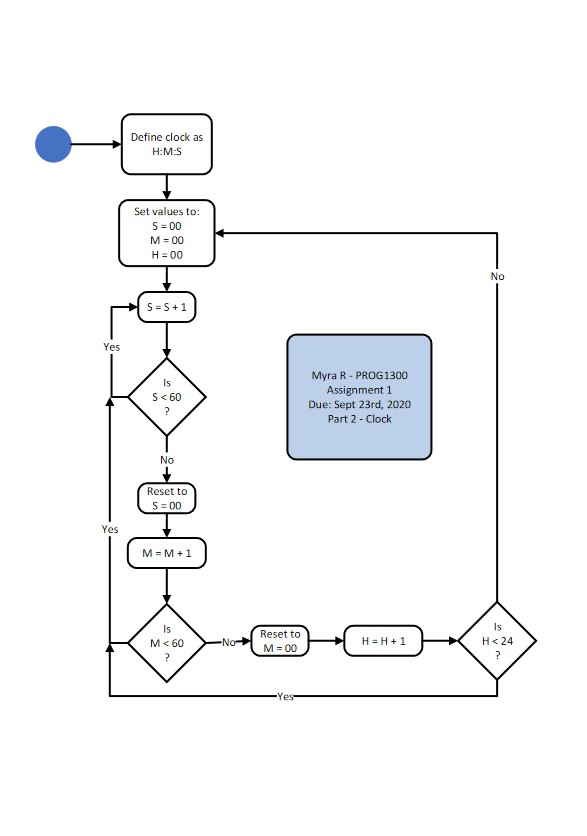 Define clock as
H:M:S
Set values to:
S = 00
M = 00
H = 00
No
S = S + 1
Yes
Is
S < 60
?
Myra R - PROG1300
Assignment 1
Due: Sept 23rd, 2020
Part 2 - Clock
No
Reset to
S = 00
Yes
M = M + 1
Is
M < 60
?
No
Reset to
M = 00
H = H + 1
Is
H < 24
?
Yes